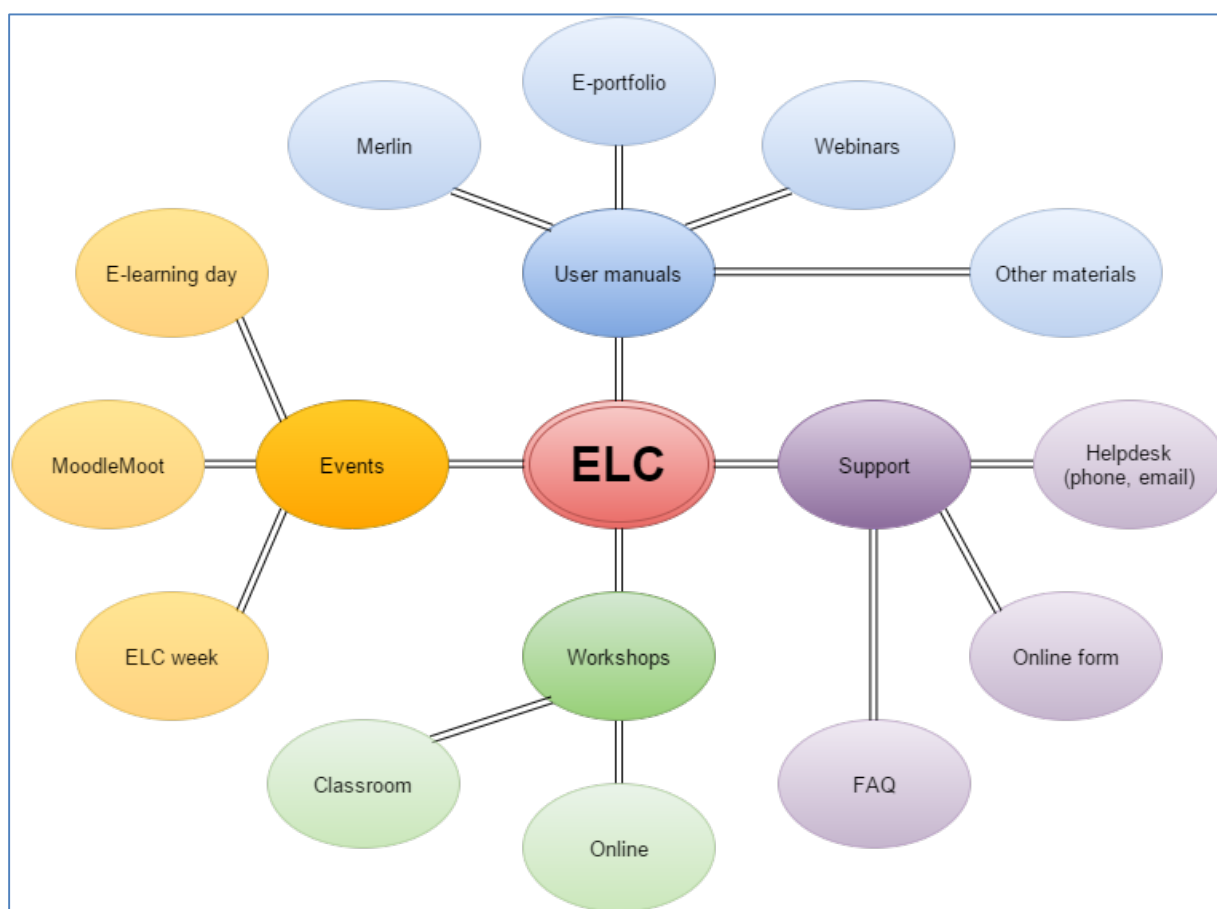 E-portfolio
Merlin
Webinars
E-learning day
User manuals
Other materials
MoodleMoot
Events
ELC
Support
Helpdesk
(phone, email)
ELC week
Workshops
Online form
Classroom
FAQ
Online